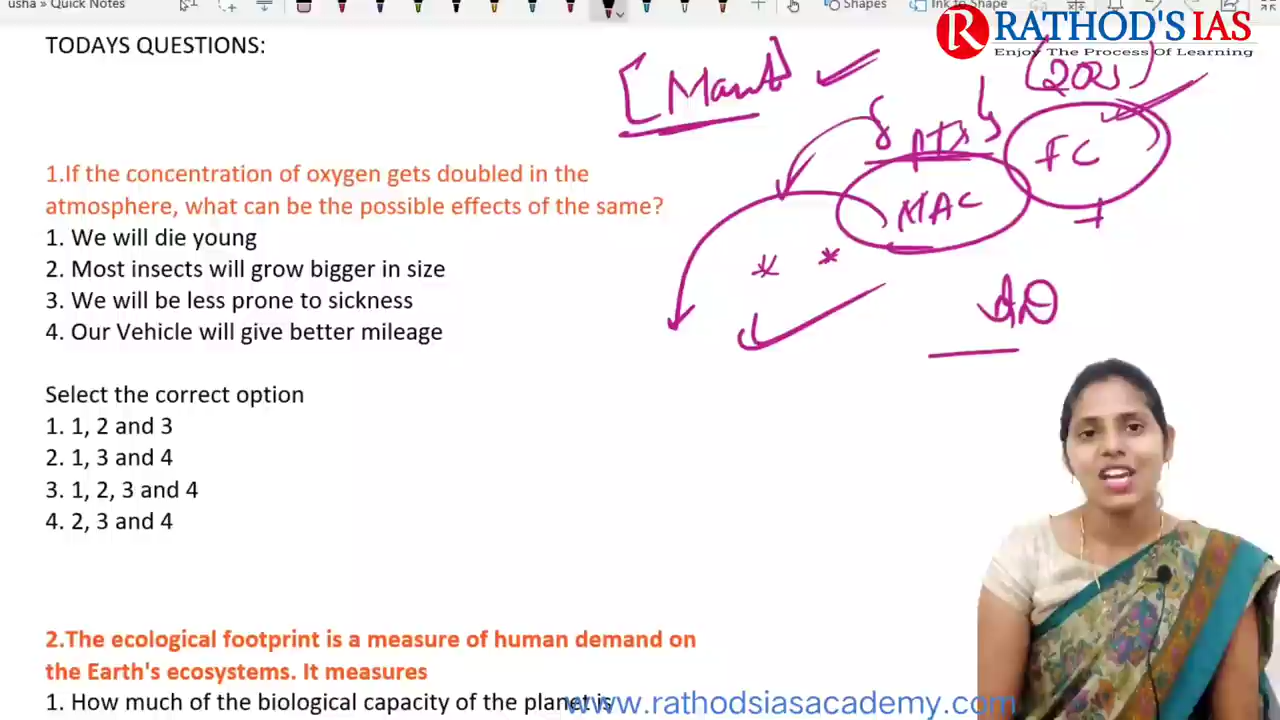 usha » Quick Notes
Shapes
Ink to Shape
RATHOD'S IAS
Enjoy The Process Of Learning
TODAYS QUESTIONS:
FC
MAC
1.If the concentration of oxygen gets doubled in the
atmosphere, what can be the possible effects of the same?
1. We will die young
2. Most insects will grow bigger in size
3. We will be less prone to sickness
4. Our Vehicle will give better mileage
Select the correct option
1. 1, 2 and 3
2. 1, 3 and 4
3. 1, 2, 3 and 4
4. 2, 3 and 4
2.The ecological footprint is a measure of human demand on
the Earth's ecosystems. It measures
1. How much of the biological capacity of the planet is
www.rathodsiasacademy.com/